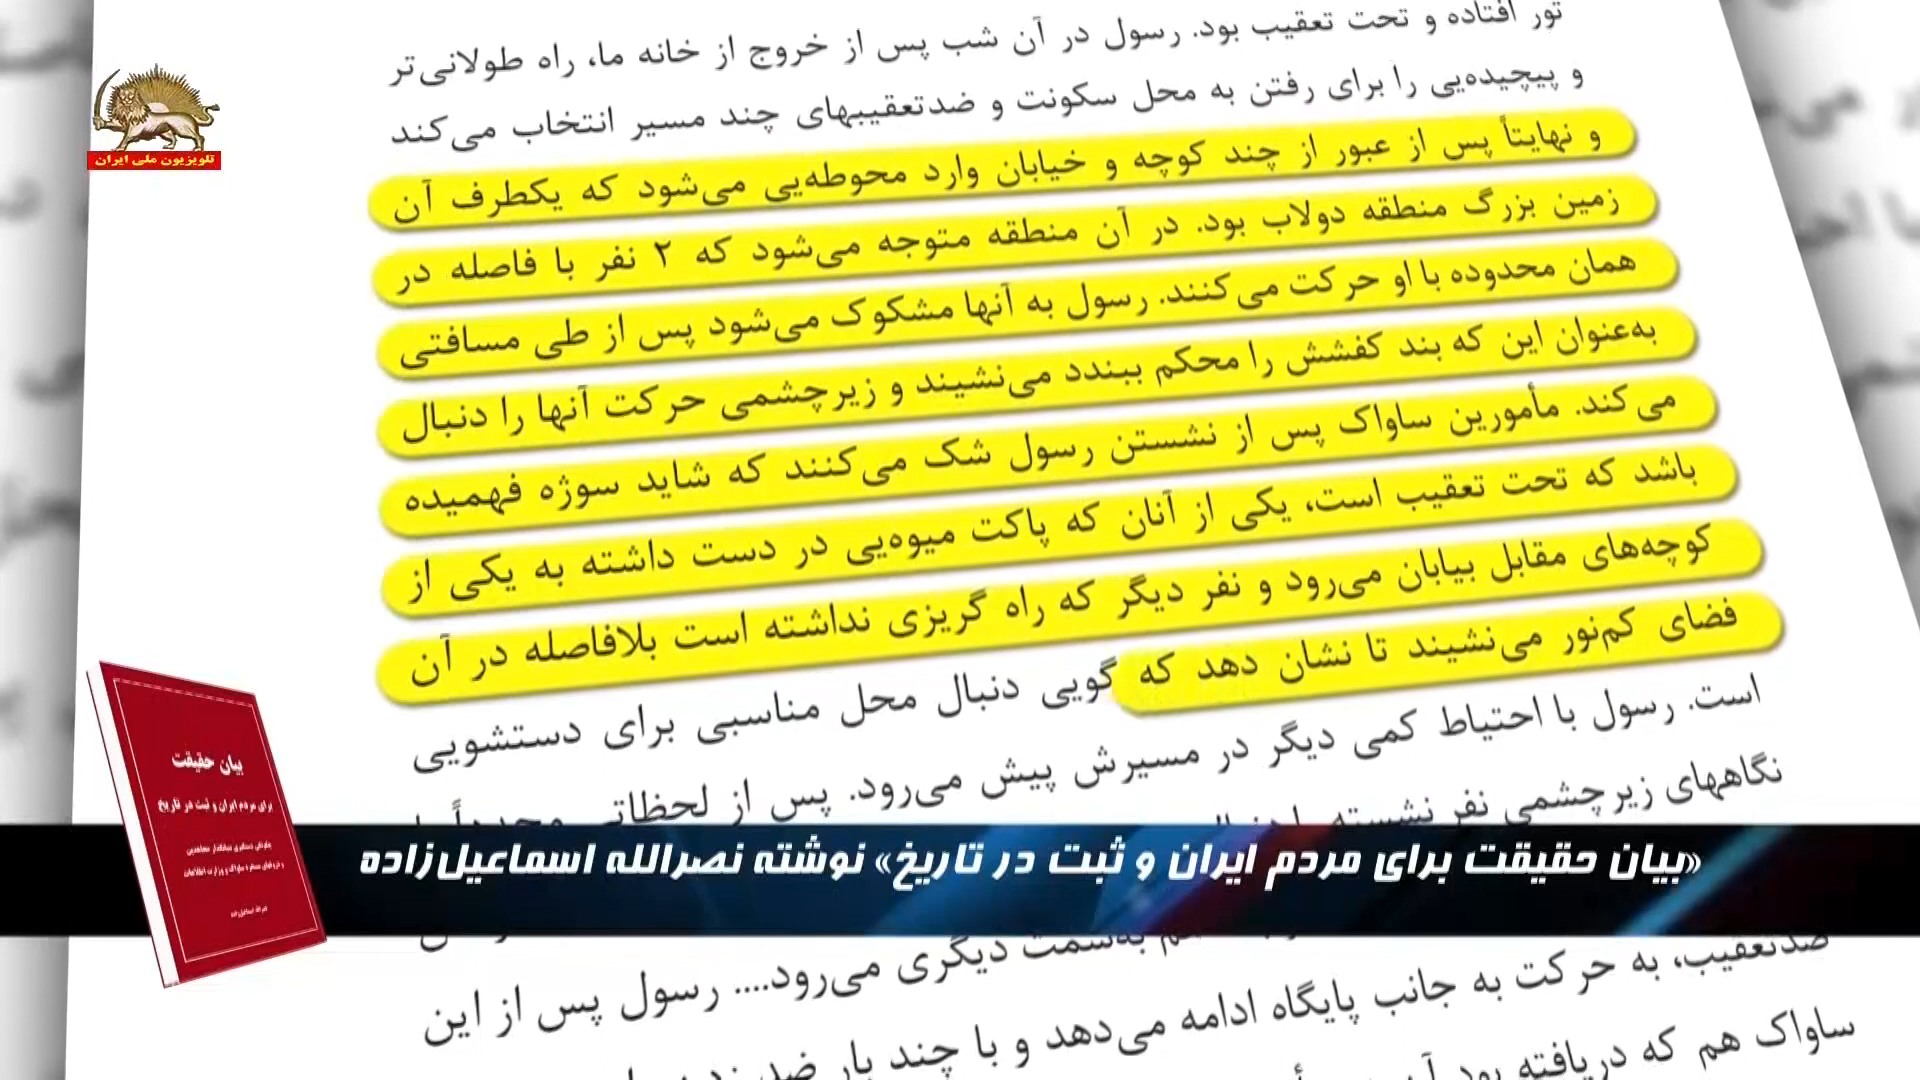 تور افتاده و تحت تعقیب بود. رسول در آن شب پس از خروج از خانه ما، راه طولانی‌تر
و پیچیده‌یی را برای رفتن به محل سکونت و ضدتعقیبهای چند مسیر انتخاب می‌کند
و نهایتاً پس از عبور از چند کوچه و خیابان وارد محوطه‌یی می‌شود که یکطرف آن
زمین بزرگ منطقه دولاب بود. در آن منطقه متوجه می‌شود که ۲ نفر با فاصله در
همان محدوده با او حرکت می‌کنند. رسول به آنها مشکوک می‌شود پس از طی مسافتی
به‌عنوان این که بند کفشش را محکم ببندد می‌نشیند و زیرچشمی حرکت آنها را دنبال
می‌کند. مأمورین ساواک پس از نشستن رسول شک می‌کنند که شاید سوژه فهمیده
باشد که تحت تعقیب است، یکی از آنان که پاکت میوه‌یی در دست داشته به یکی از
کوچه‌های مقابل بیابان می‌رود و نفر دیگر که راه گریزی نداشته است بلافاصله در آن
فضای کم‌نور می‌نشیند تا نشان دهد که گویی دنبال محل مناسبی برای دستشویی
است. رسول با احتیاط کمی دیگر در مسیرش پیش می‌رود. پس از لحظاتی مجدداً با
نگاههای زیرچشمی نفر نشسته را
هم به‌سمت دیگری می‌رود.... رسول پس از این
ضدتعقیب، به حرکت به جانب پایگاه ادامه می‌دهد و با چند بار
ساواک هم که دریافته بود
تلویزیون ملی ایران
بیان حقیقت
برای مردم ایران و ثبت در تاریخ
«بیان حقیقت برای مردم ایران و ثبت در تاریخ» نوشته نصرالله اسماعیل‌زاده